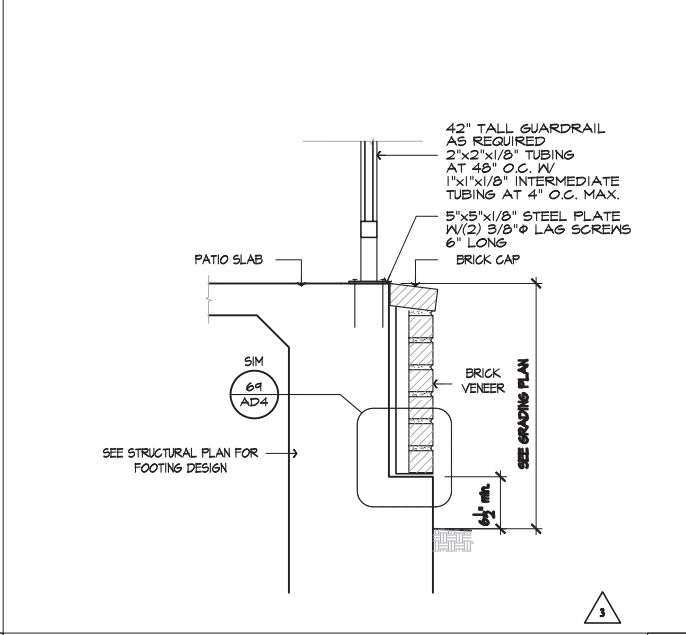 42" TALL GUARDRAIL
AS REQUIRED
2"x2"x1/8" TUBING
AT 48" O.C. W/
1"x1"x1/8" INTERMEDIATE
TUBING AT 4" O.C. MAX.
5"x5"x1/8" STEEL PLATE
W/(2) 3/8"Φ LAG SCREWS
6" LONG
PATIO SLAB
BRICK CAP
SIM
69
AD4
BRICK
VENEER
SEE GRADING PLAN
SEE STRUCTURAL PLAN FOR
FOOTING DESIGN
6½" min.
3